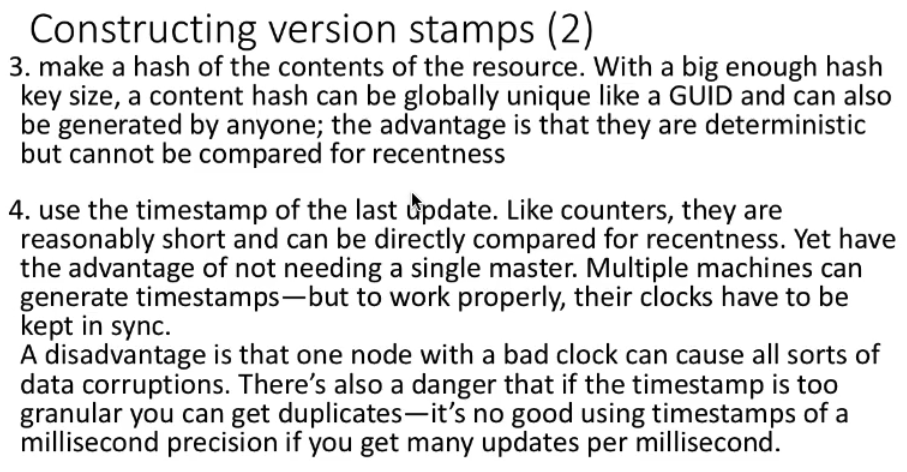 Constructing version stamps (2)
3. make a hash of the contents of the resource. With a big enough hash
key size, a content hash can be globally unique like a GUID and can also
be generated by anyone; the advantage is that they are deterministic
but cannot be compared for recentness
4. use the timestamp of the last update. Like counters, they are
reasonably short and can be directly compared for recentness. Yet have
the advantage of not needing a single master. Multiple machines can
generate timestamps—but to work properly, their clocks have to be
kept in sync.
A disadvantage is that one node with a bad clock can cause all sorts of
data corruptions. There’s also a danger that if the timestamp is too
granular you can get duplicates—it’s no good using timestamps of a
millisecond precision if you get many updates per millisecond.